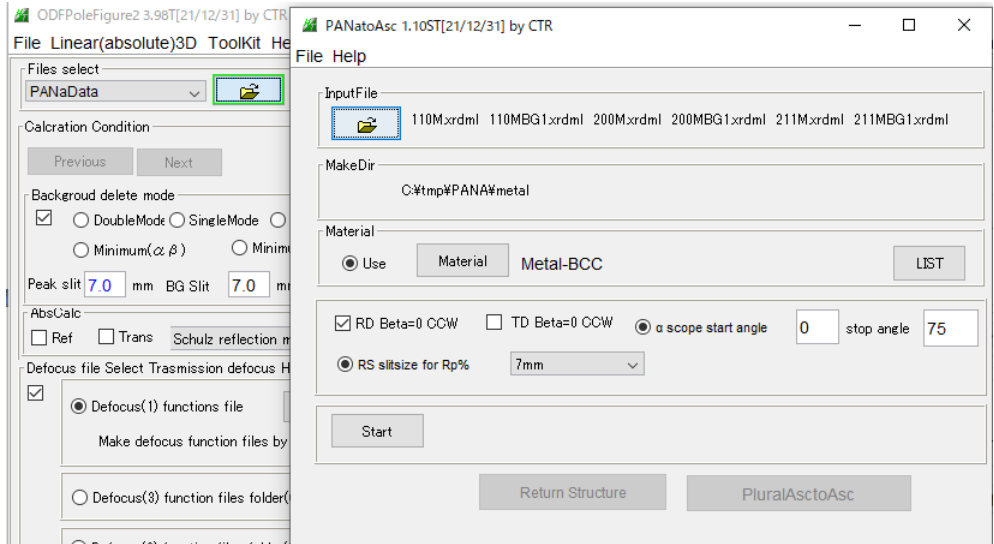 ODFPoleFigure2 3.98T[21/12/31] by CTR
File Linear(absolute)3D ToolKit He
Files select
PANaData
Calcration Condition
Previous Next
Backgroud delete mode
DoubleMode SingleMode
Minimum(αβ) Minim
Peak slit 7.0 mm BG Slit 7.0 m
AbsCalc
Ref Trans Schulz reflection m
Defocus file Select Trasmission defocus H
Defocus(1) functions file
Make defocus function files by
Defocus(3) function files folder(
PANatoAsc 1.10ST[21/12/31] by CTR
File Help
InputFile
110M.xrdml 110MBG1.xrdml 200M.xrdml 200MBG1.xrdml 211M.xrdml 211MBG1.xrdml
MakeDir
C:¥tmp¥PANA¥metal
Material
Use Material Metal-BCC LIST
RD Beta=0 CCW TD Beta=0 CCW α scope start angle 0 stop angle 75
RS slitsize for Rp% 7mm
Start
Return Structure PluralAsctoAsc